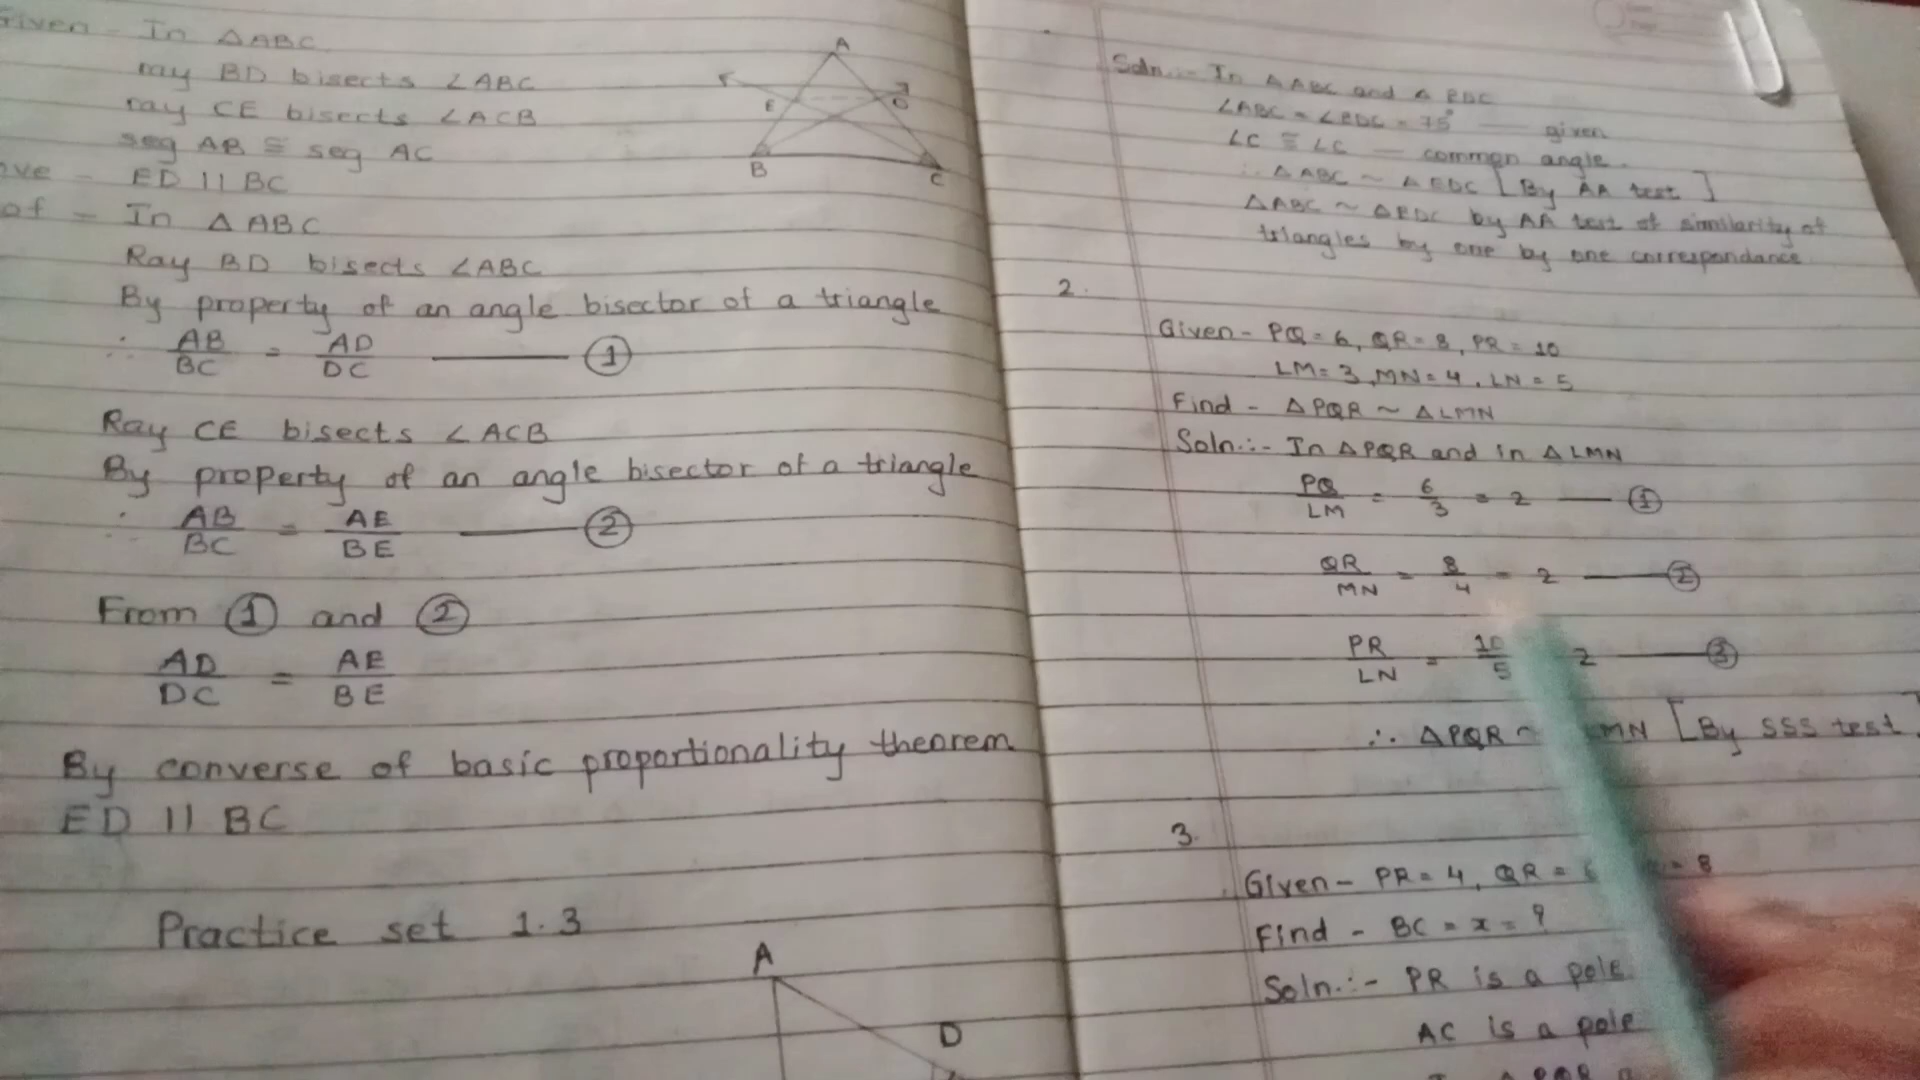 Given - In △ABC
ray BD bisects ∠ABC
ray CE bisects ∠ACB
seg AB ≅ seg AC
ove - ED || BC
of - In △ABC
Ray BD bisects ∠ABC
By property of an angle bisector of a triangle
∴ AB/BC = AD/DC —— ①
Ray CE bisects ∠ACB
By property of an angle bisector of a triangle
∴ AB/BC = AE/BE —— ②
From ① and ②
AD/DC = AE/BE
By converse of basic proportionality theorem
ED || BC
Practice set 1.3
A
D
A
E
D
B
C
Soln.:- In △ABC and △EDC
∠ABC = ∠EDC = 75° — given
∠C ≅ ∠C — common angle.
∴ △ABC ~ △EDC [By AA test]
△ABC ~ △EDC by AA test of similarity of
triangles by one by one correspondance.
2.
Given - PQ = 6, QR = 8, PR = 10
LM = 3, MN = 4, LN = 5
Find - △PQR ~ △LMN
Soln.:- In △PQR and in △LMN
PQ/LM = 6/3 = 2 — ①
QR/MN = 8/4 = 2 — ②
PR/LN = 10/5 2 — ③
∴ △PQR ~ MN [By SSS test]
3.
Given - PR = 4, QR = = 8
Find - BC = x = ?
Soln.:- PR is a pole
AC is a pole